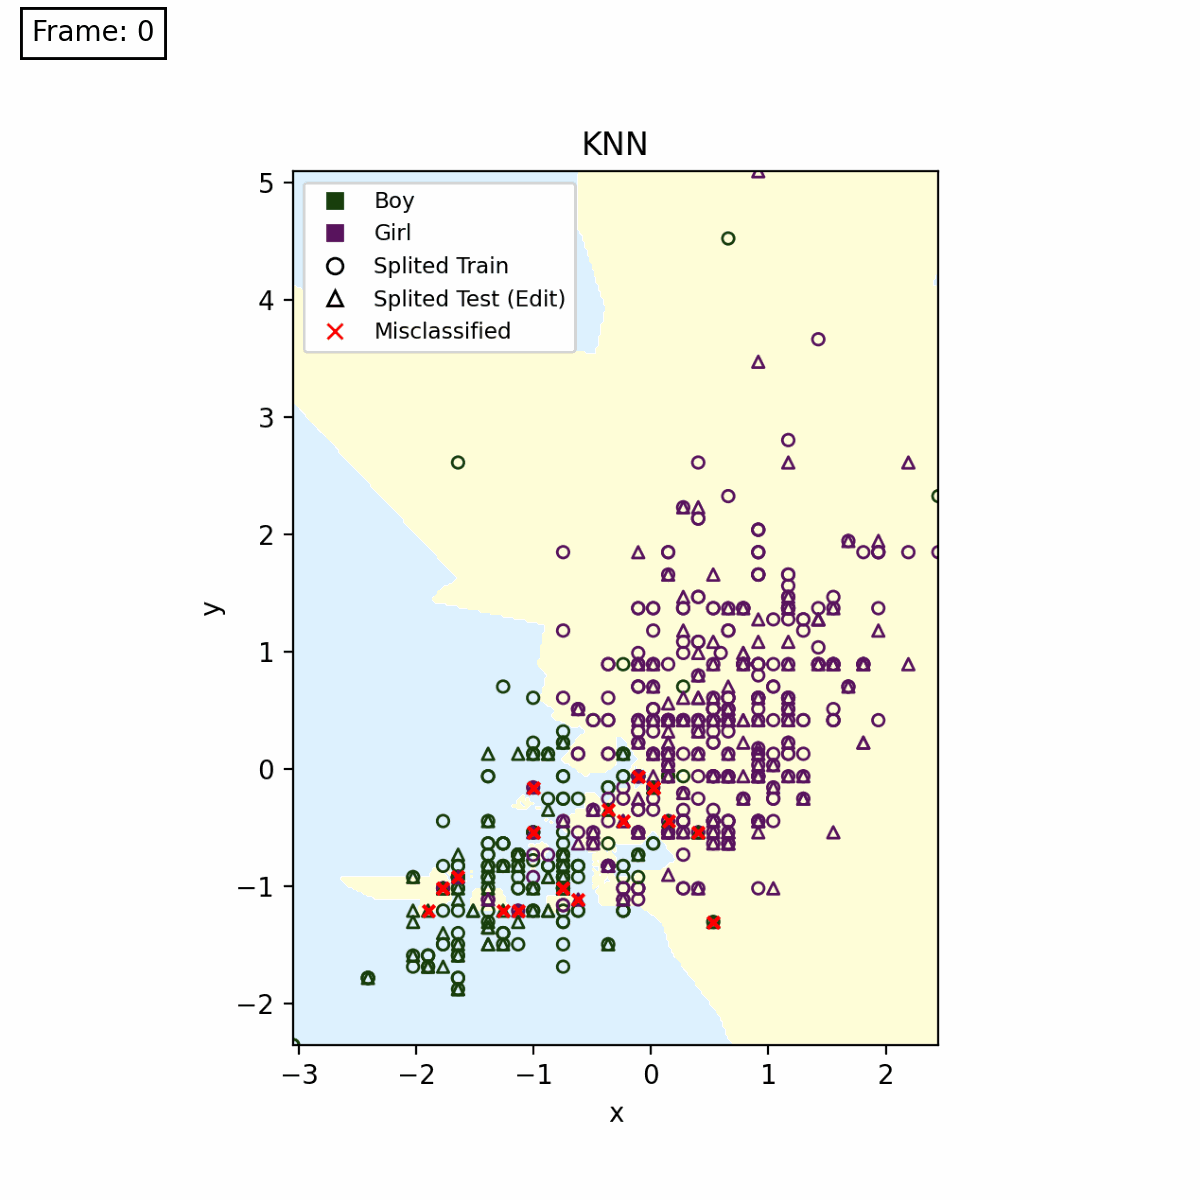 Frame: 0
KNN
Boy
Girl
Splited Train
Splited Test (Edit)
Misclassified
5
4
3
2
1
0
−1
−2
y
−3 −2 −1 0 1 2
x